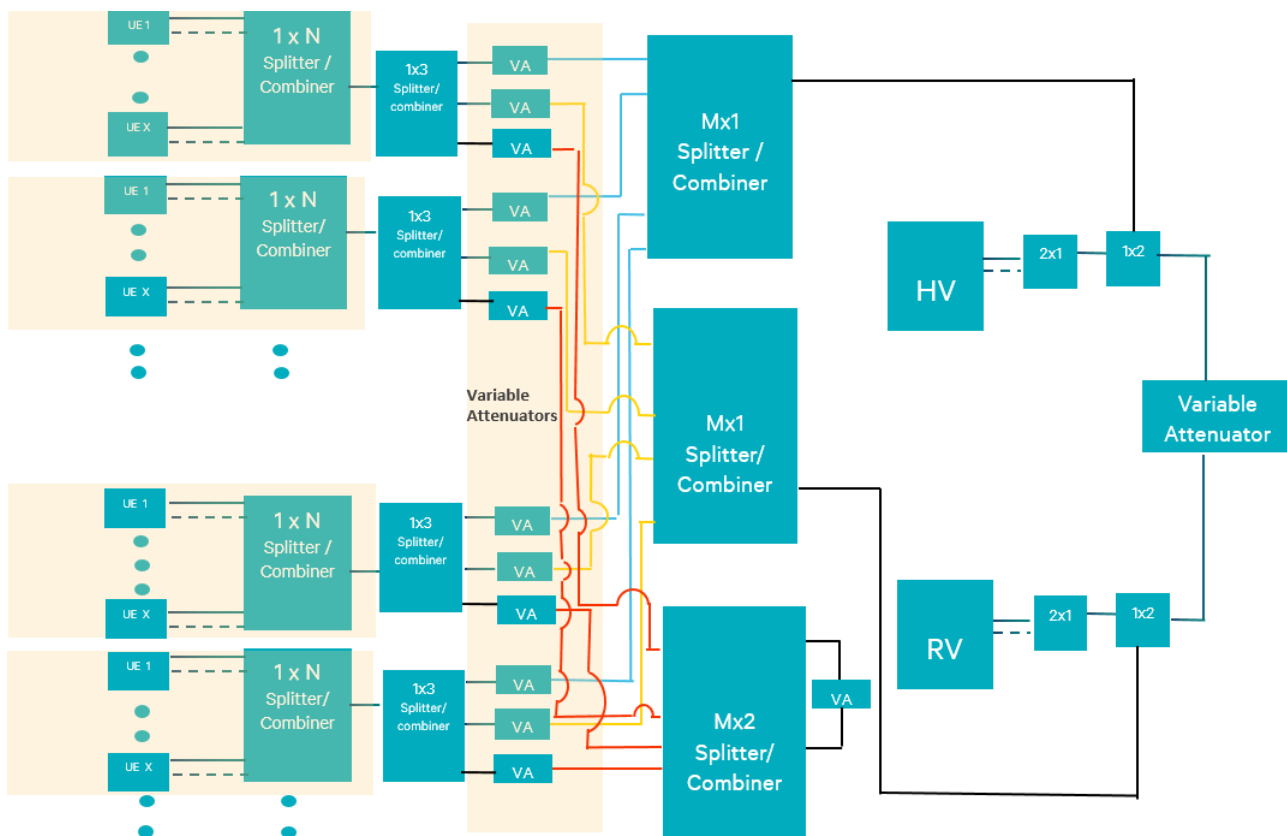 UE 1
UE X
1 x N
Splitter /
Combiner
1x3
Splitter/
combiner
VA
VA
VA
UE 1
UE X
1 x N
Splitter/
Combiner
1x3
Splitter/
combiner
VA
VA
VA
Variable
Attenuators
UE 1
UE X
1 x N
Splitter /
Combiner
1x3
Splitter/
combiner
VA
VA
VA
UE 1
UE X
1 x N
Splitter/
Combiner
1x3
Splitter/
combiner
VA
VA
VA
Mx1
Splitter /
Combiner
Mx1
Splitter/
Combiner
Mx2
Splitter/
Combiner
VA
HV
2x1
1x2
Variable
Attenuator
RV
2x1
1x2